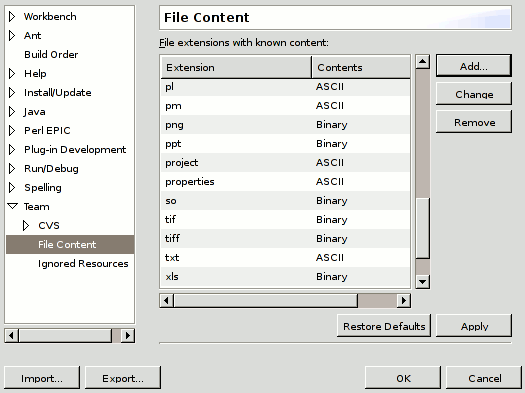 Workbench
Ant
Build Order
Help
Install/Update
Java
Perl EPIC
Plug-in Development
Run/Debug
Spelling
Team
CVS
File Content
Ignored Resources
File Content
File extensions with known content:
Extension Contents
pl ASCII
pm ASCII
png Binary
ppt Binary
project ASCII
properties ASCII
so Binary
tif Binary
tiff Binary
txt ASCII
xls Binary
Add...
Change
Remove
Restore Defaults Apply
Import... Export... OK Cancel